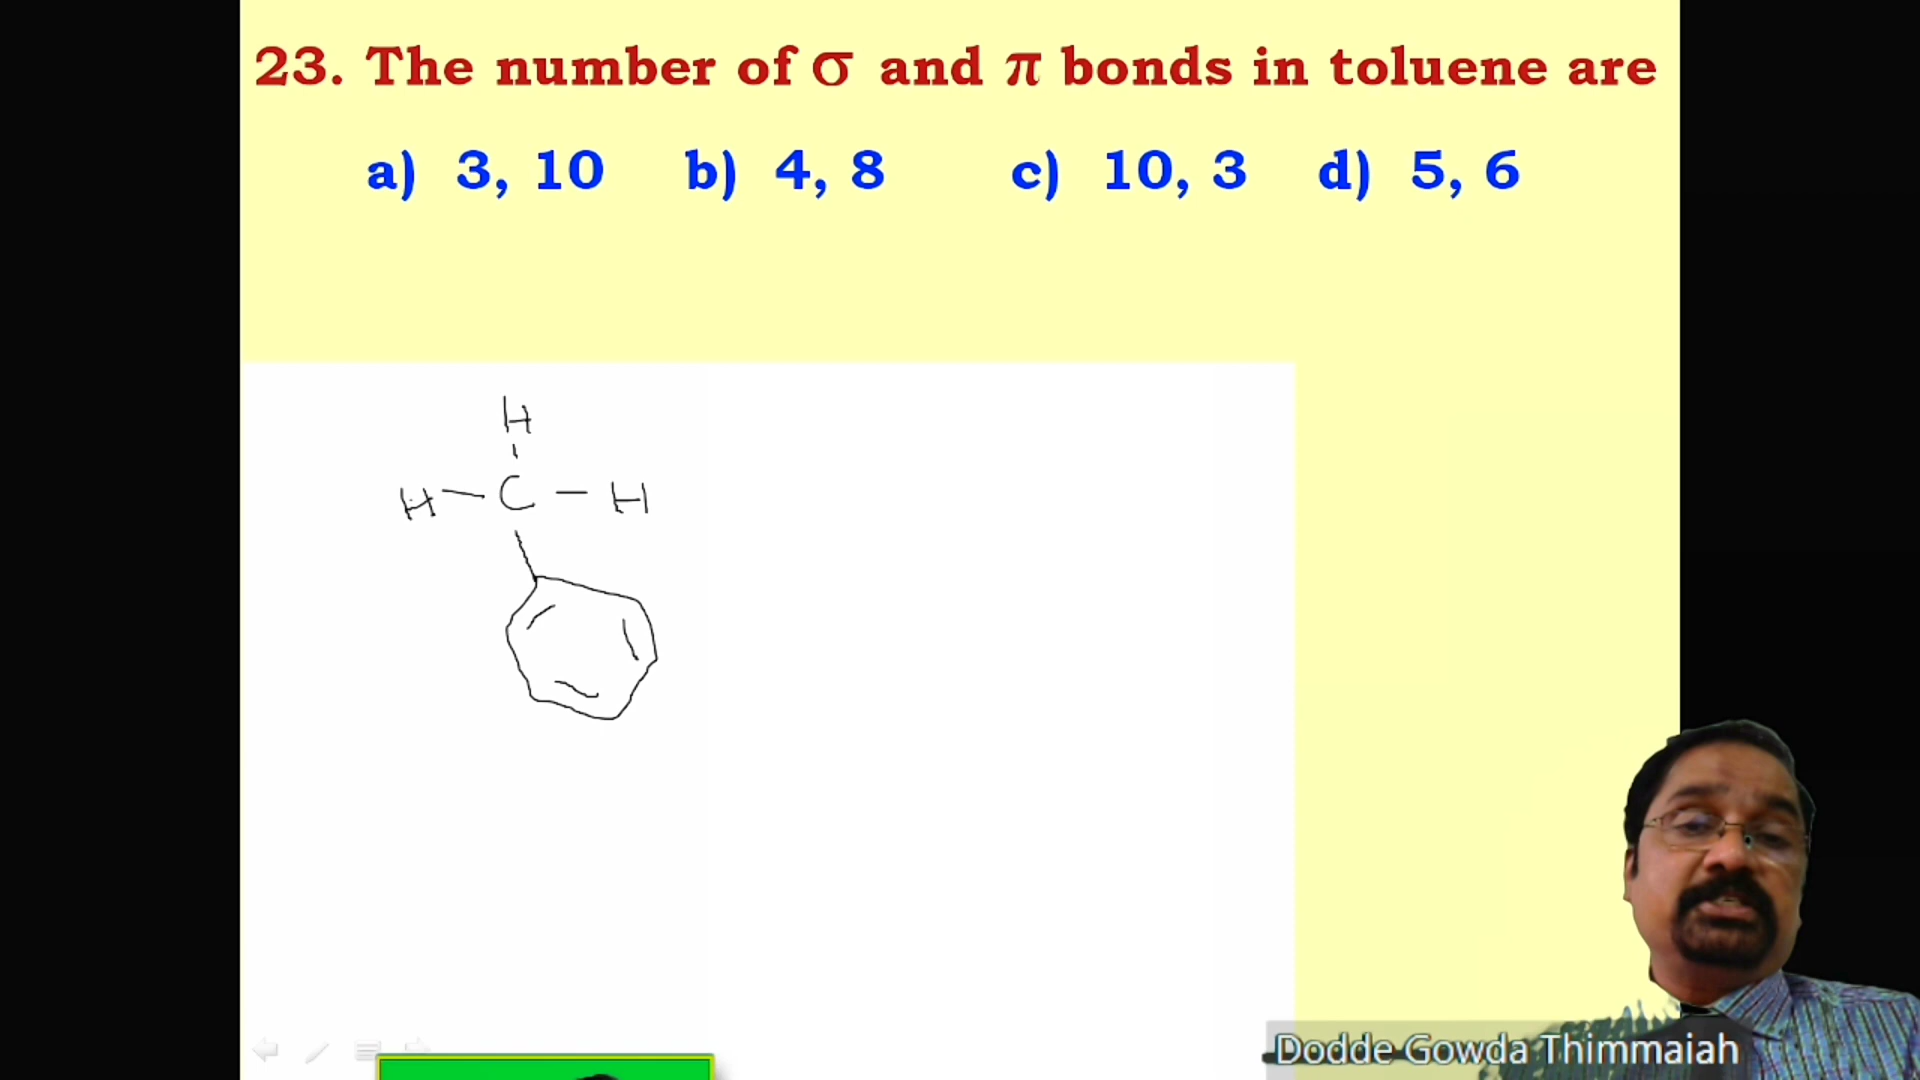 23. The number of σ and π bonds in toluene are
a) 3, 10 b) 4, 8 c) 10, 3 d) 5, 6
H
H — C — H
Dodde Gowda Thimmaiah